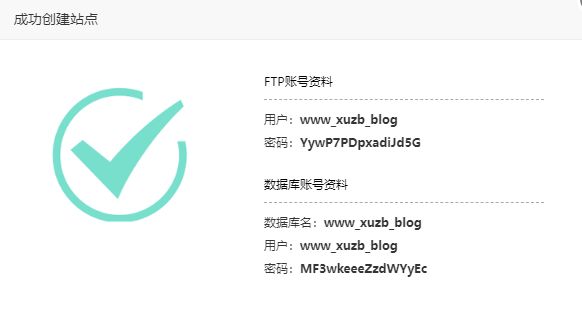 成功创建站点
FTP账号资料
用户：www_xuzb_blog
密码：YywP7PDpxadiJd5G
数据库账号资料
数据库名：www_xuzb_blog
用户：www_xuzb_blog
密码：MF3wkeeeZzdWYyEc